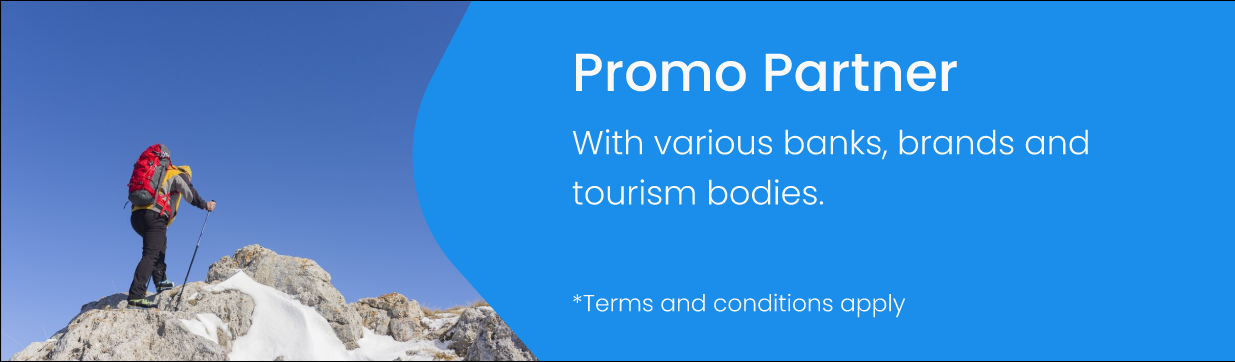 Promo Partner
With various banks, brands and
tourism bodies.
*Terms and conditions apply